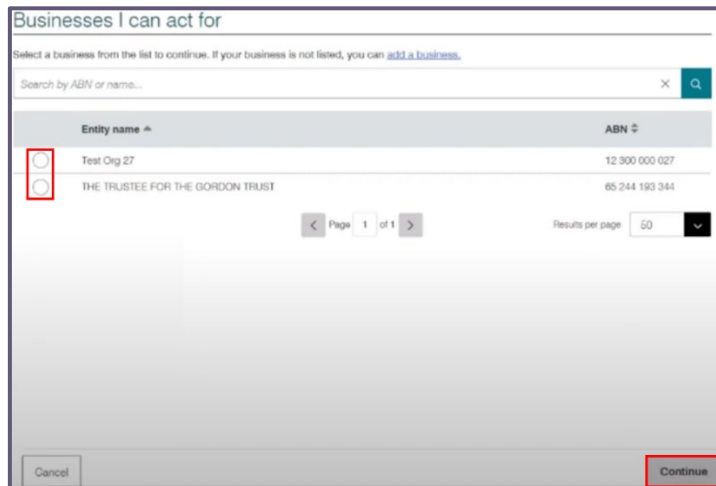 Businesses I can act for
Select a business from the list to continue. If your business is not listed, you can add a business.
Search by ABN or name...
Entity name ABN
Test Org 27 12 300 000 027
THE TRUSTEE FOR THE GORDON TRUST 65 244 193 344
Page 1 of 1 Results per page 50
Cancel Continue